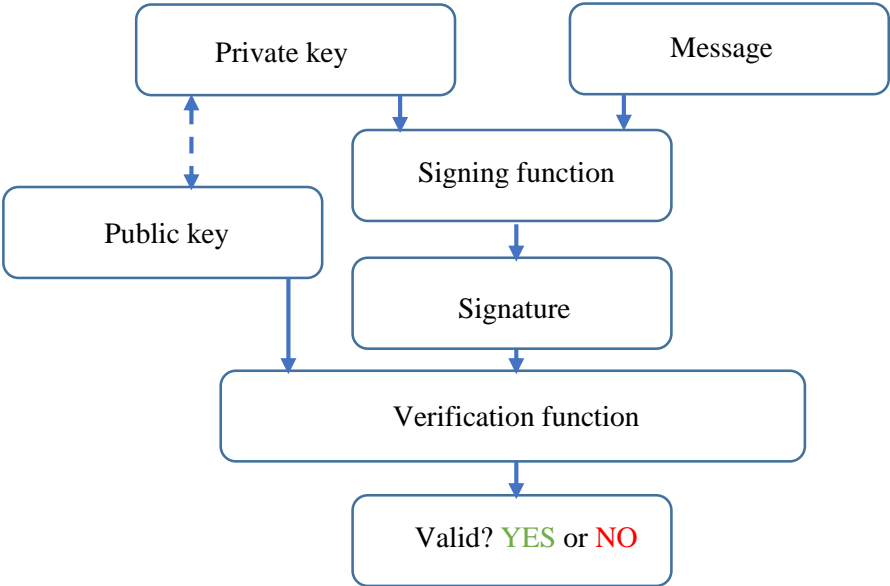 Private key
Message
Signing function
Public key
Signature
Verification function
Valid? YES or NO